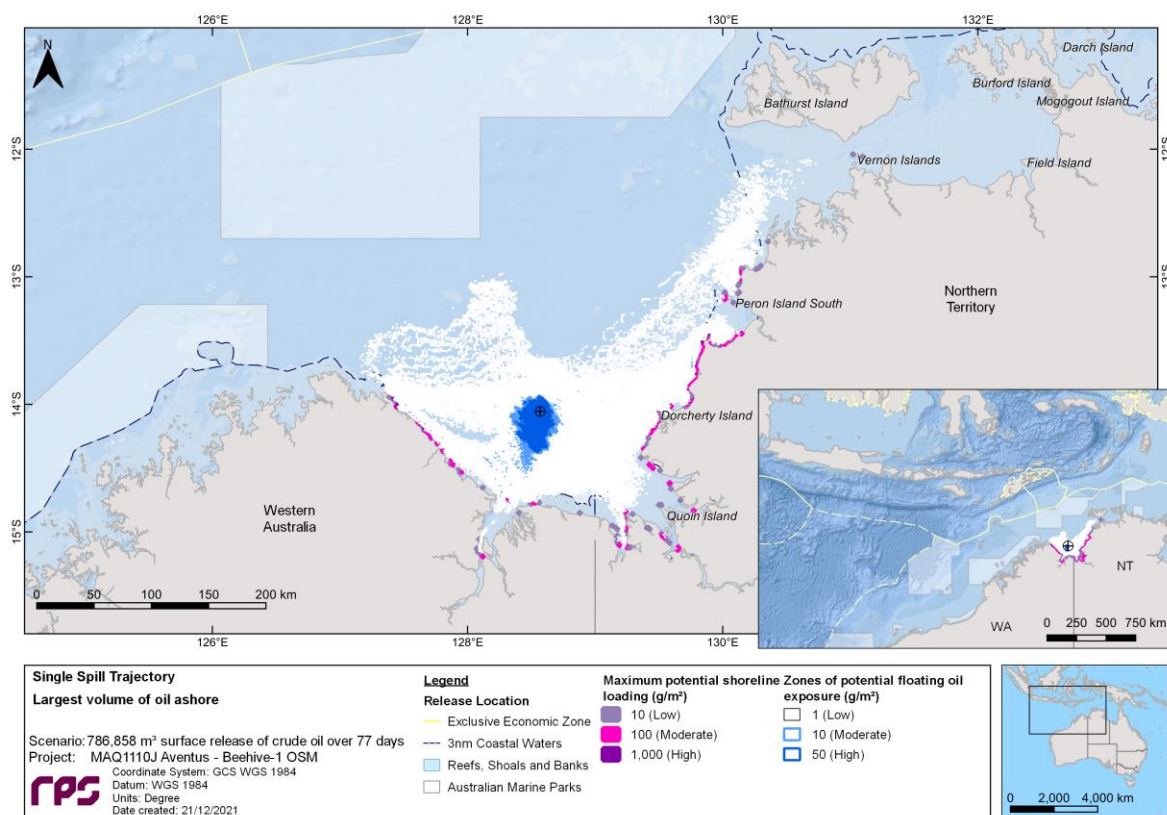 126°E
128°E
130°E
132°E
N
Darch Island
Burford Island
Bathurst Island
Mogogout Island
12°S
12°S
Vernon Islands
Field Island
13°S
13°S
Northern
Territory
Peron Island South
14°S
Dorcherty Island
Western
Australia
Quoin Island
15°S
NT
WA
0 50 100 150 200 km
0 250 500 750 km
126°E
128°E
130°E
Single Spill Trajectory
Largest volume of oil ashore
Scenario: 786,858 m³ surface release of crude oil over 77 days
Project: MAQ1110J Aventus - Beehive-1 OSM
rps
Coordinate System: GCS WGS 1984
Datum: WGS 1984
Units: Degree
Date created: 21/12/2021
Legend
Release Location
Exclusive Economic Zone
3nm Coastal Waters
Reefs, Shoals and Banks
Australian Marine Parks
Maximum potential shoreline
loading (g/m²)
10 (Low)
100 (Moderate)
1,000 (High)
Zones of potential floating oil
exposure (g/m²)
1 (Low)
10 (Moderate)
50 (High)
0 2,000 4,000 km